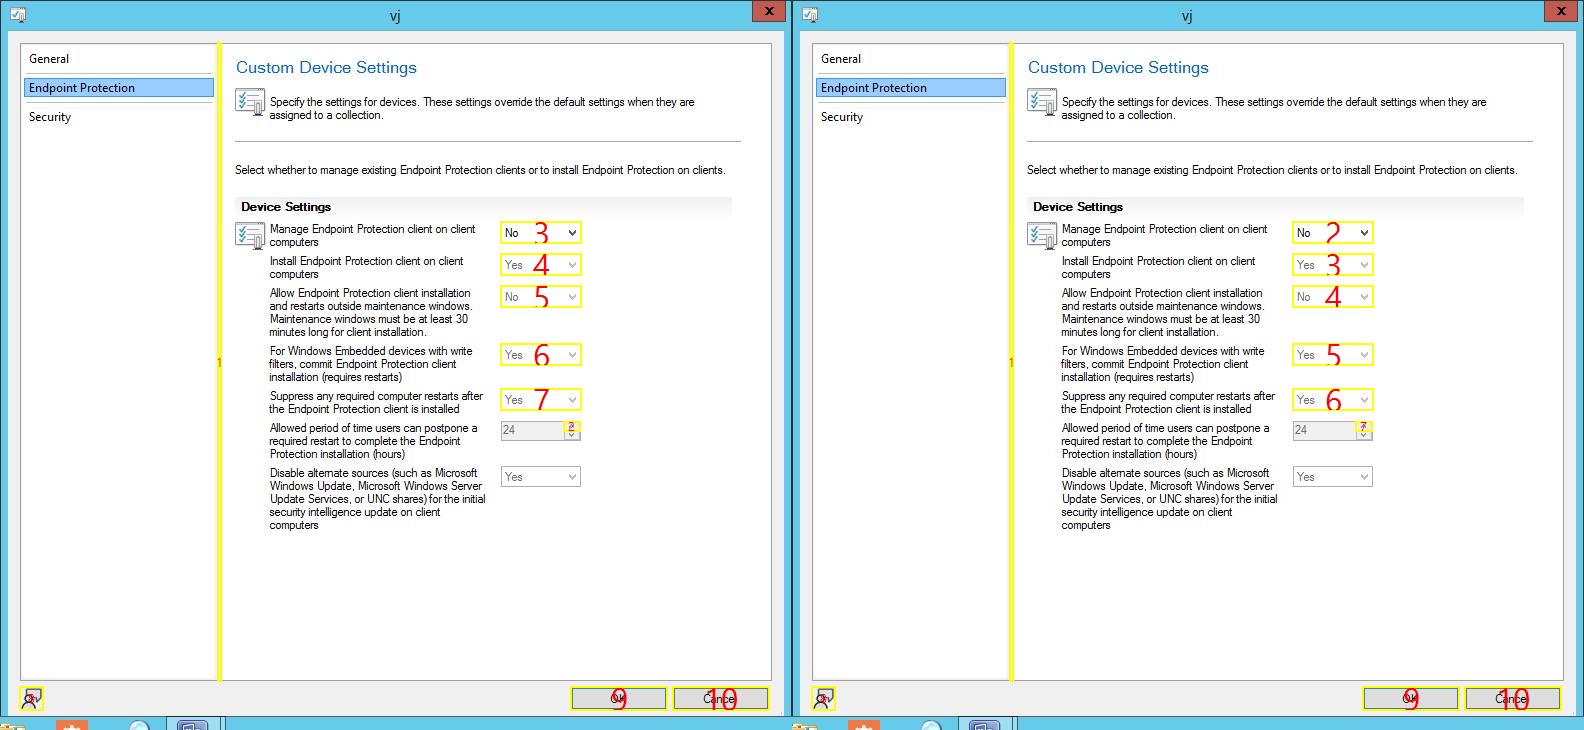 vj
x
General
Endpoint Protection
Security
Custom Device Settings
Specify the settings for devices. These settings override the default settings when they are
assigned to a collection.
Select whether to manage existing Endpoint Protection clients or to install Endpoint Protection on clients.
Device Settings
Manage Endpoint Protection client on client
computers
No 3
Install Endpoint Protection client on client
computers
Yes 4
Allow Endpoint Protection client installation
and restarts outside maintenance windows.
Maintenance windows must be at least 30
minutes long for client installation.
No 5
For Windows Embedded devices with write
filters, commit Endpoint Protection client
installation (requires restarts)
Yes 6
Suppress any required computer restarts after
the Endpoint Protection client is installed
Yes 7
Allowed period of time users can postpone a
required restart to complete the Endpoint
Protection installation (hours)
24 2
Disable alternate sources (such as Microsoft
Windows Update, Microsoft Windows Server
Update Services, or UNC shares) for the initial
security intelligence update on client
computers
Yes
1
OK 9
Cancel 10
vj
x
General
Endpoint Protection
Security
Custom Device Settings
Specify the settings for devices. These settings override the default settings when they are
assigned to a collection.
Select whether to manage existing Endpoint Protection clients or to install Endpoint Protection on clients.
Device Settings
Manage Endpoint Protection client on client
computers
No 2
Install Endpoint Protection client on client
computers
Yes 3
Allow Endpoint Protection client installation
and restarts outside maintenance windows.
Maintenance windows must be at least 30
minutes long for client installation.
No 4
For Windows Embedded devices with write
filters, commit Endpoint Protection client
installation (requires restarts)
Yes 5
Suppress any required computer restarts after
the Endpoint Protection client is installed
Yes 6
Allowed period of time users can postpone a
required restart to complete the Endpoint
Protection installation (hours)
24 7
Disable alternate sources (such as Microsoft
Windows Update, Microsoft Windows Server
Update Services, or UNC shares) for the initial
security intelligence update on client
computers
Yes
1
OK 9
Cancel 10